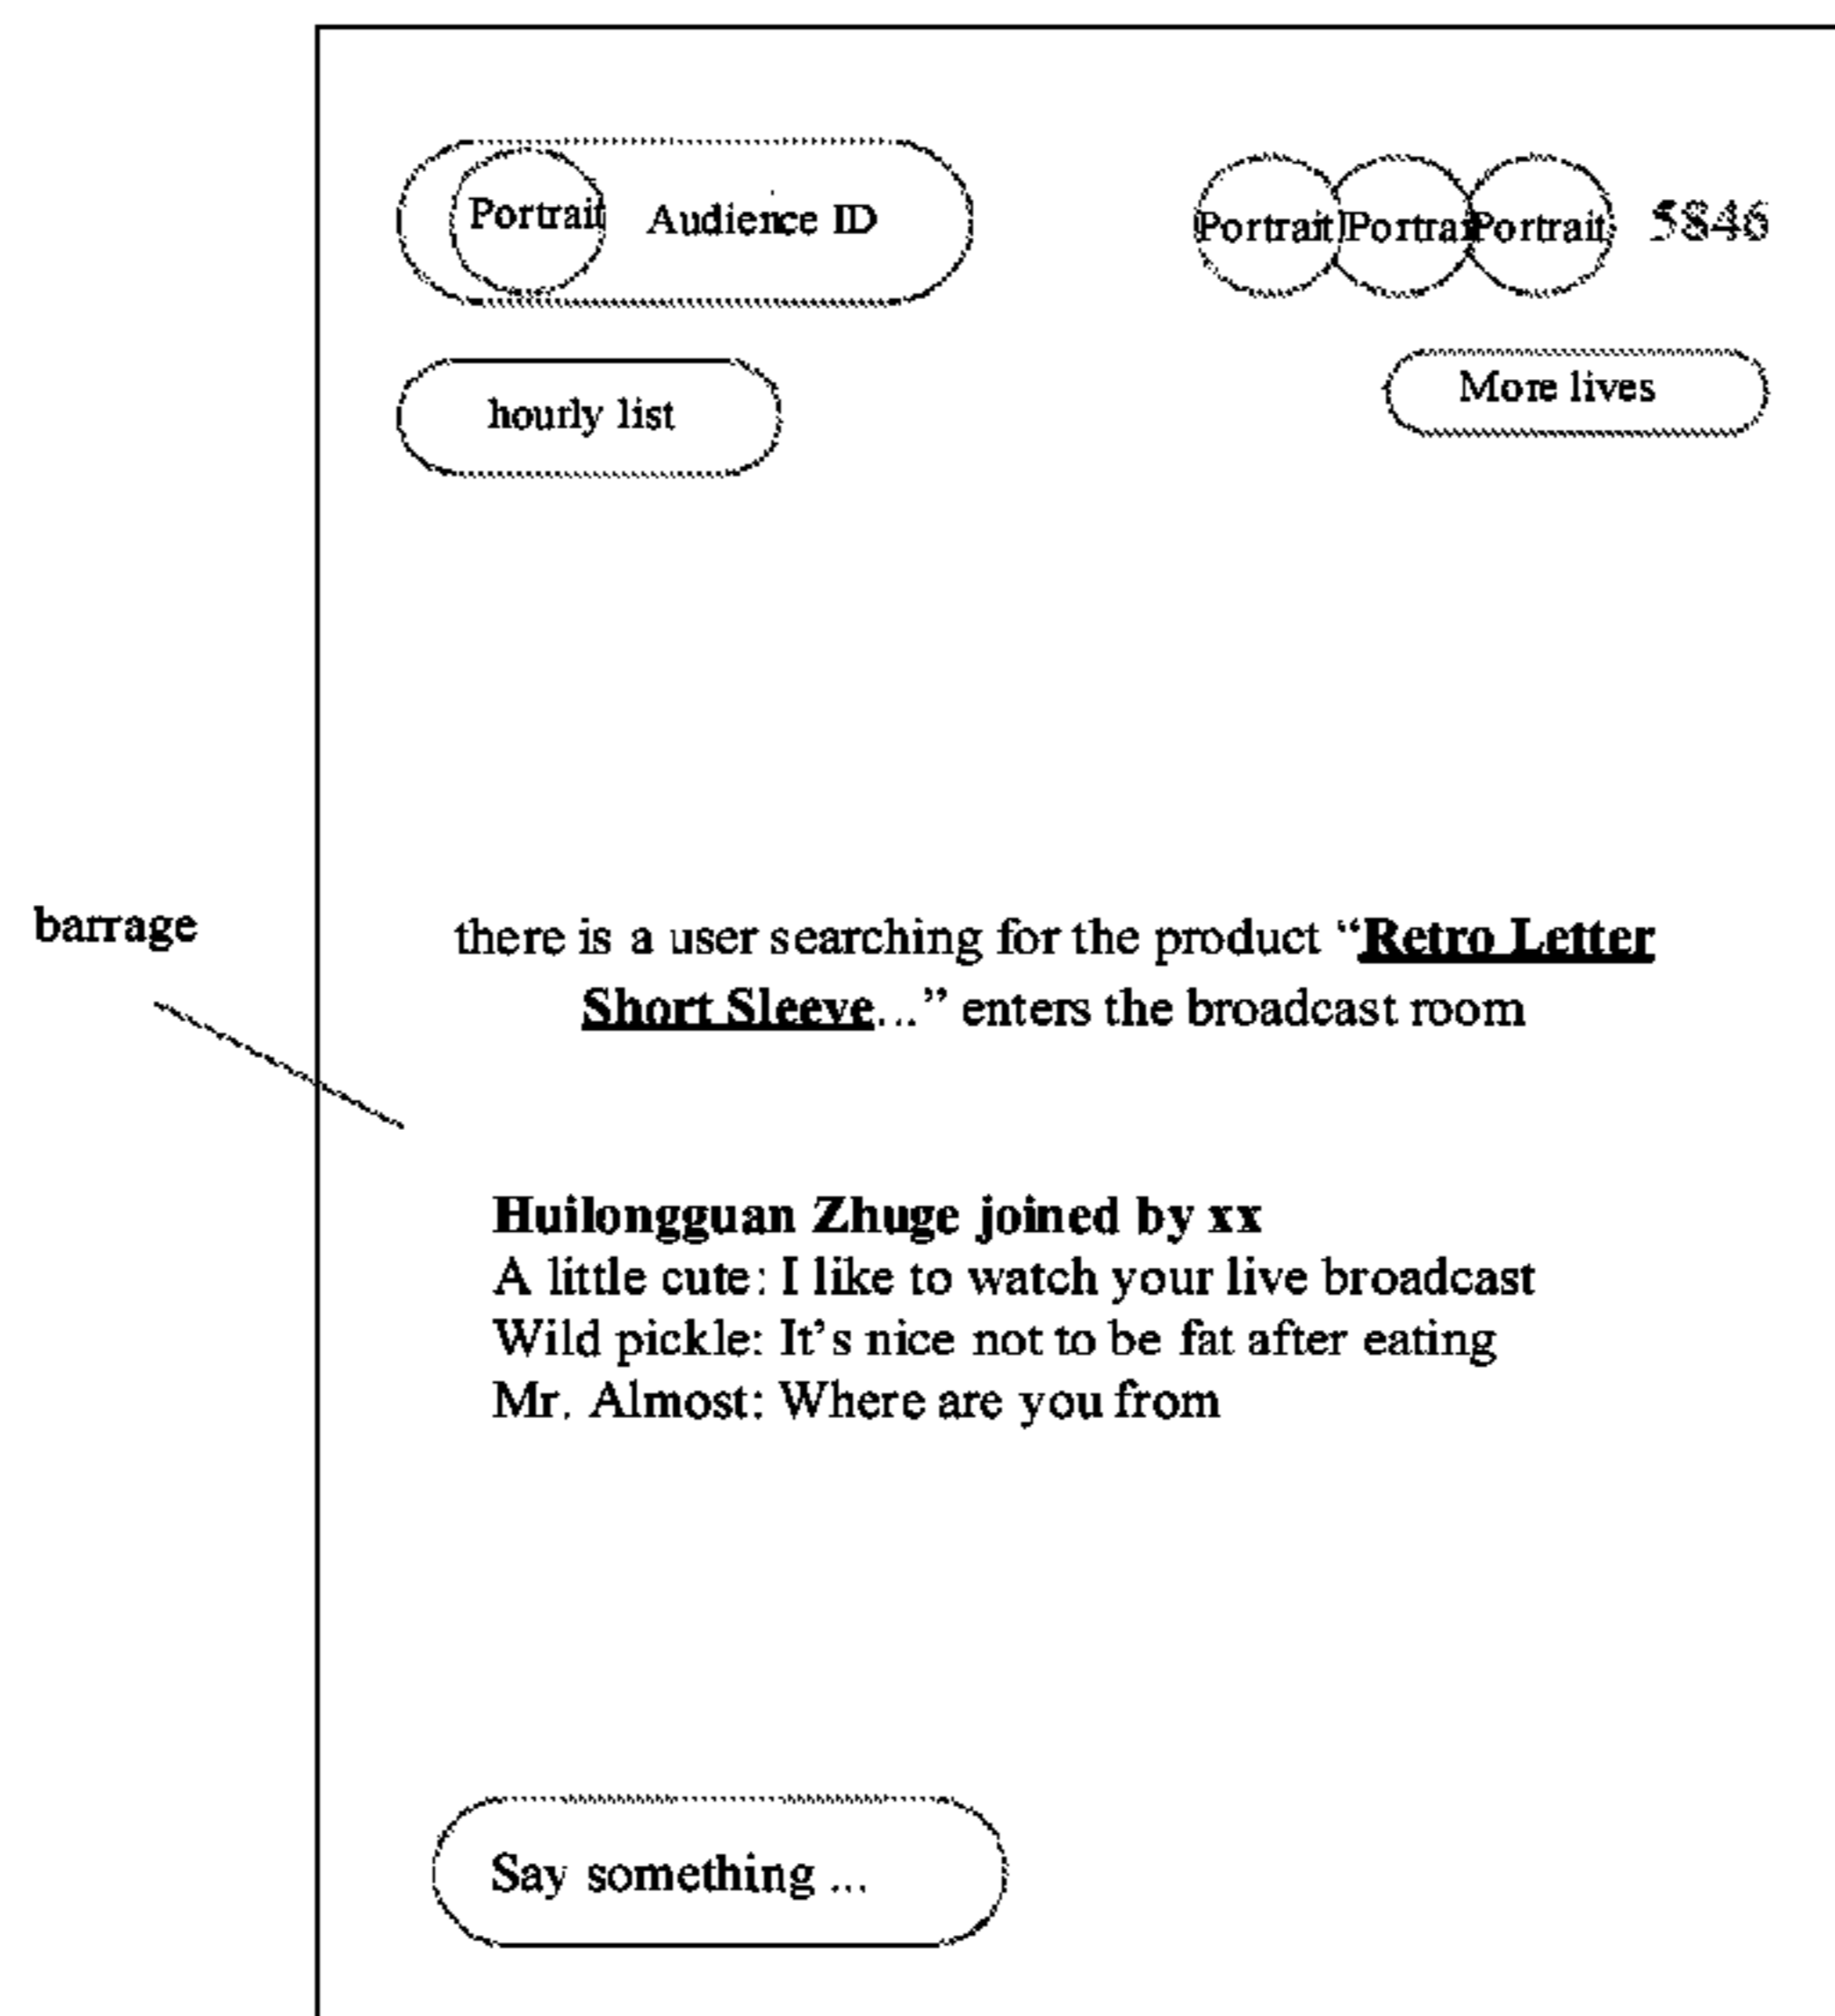 Portrait Audience ID
Portrait Portrait Portrait 5846
hourly list
More lives
barrage
there is a user searching for the product “Retro Letter
Short Sleeve...” enters the broadcast room
Huilongguan Zhuge joined by xx
A little cute: I like to watch your live broadcast
Wild pickle: It’s nice not to be fat after eating
Mr. Almost: Where are you from
Say something ...